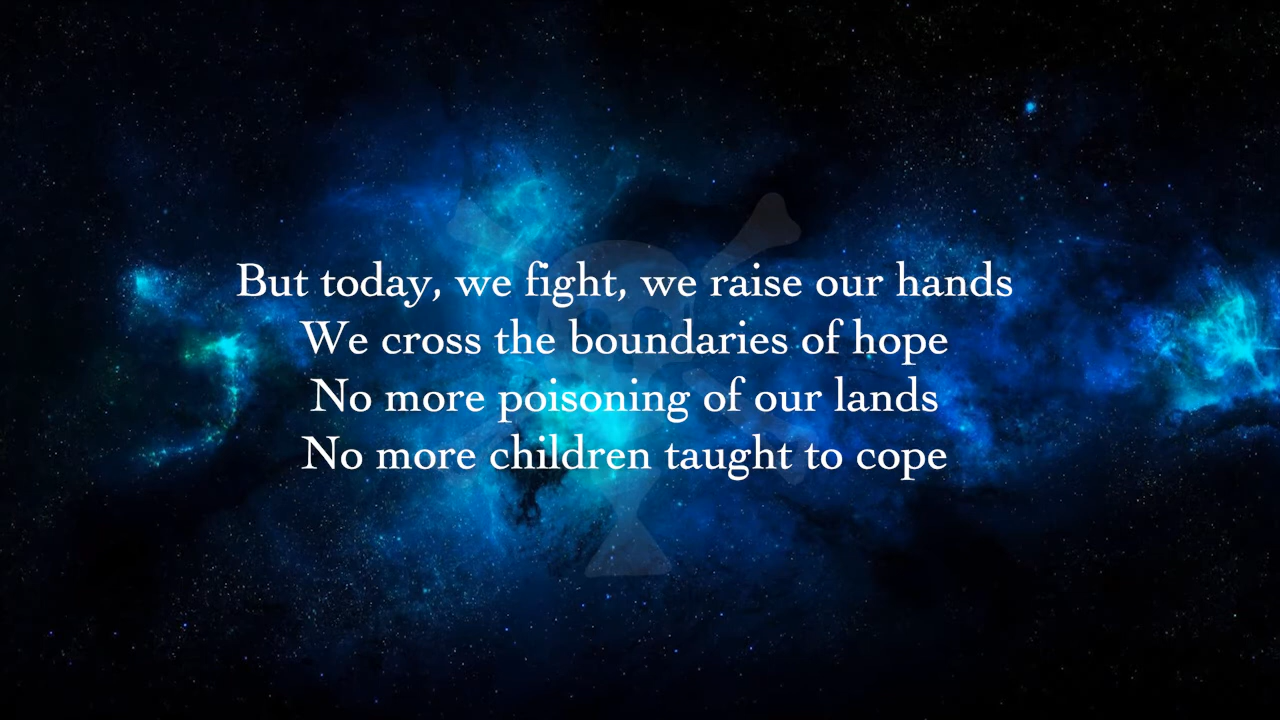 But today, we fight, we raise our hands
We cross the boundaries of hope
No more poisoning of our lands
No more children taught to cope